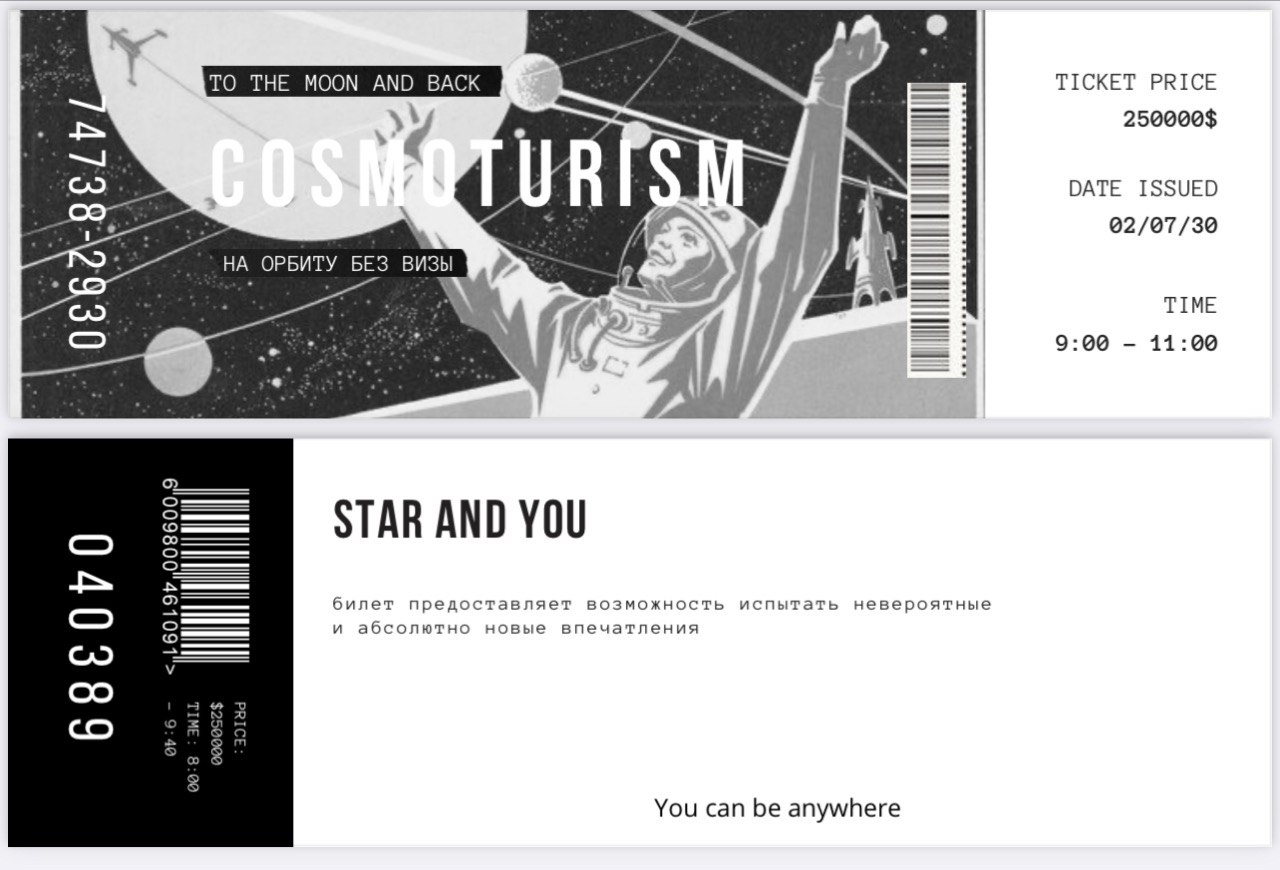 TO THE MOON AND BACK
COSMOTURISM
НА ОРБИТУ БЕЗ ВИЗЫ
7438-2930
TICKET PRICE
250000$
DATE ISSUED
02/07/30
TIME
9:00 – 11:00
040389
6 009800 461091 >
PRICE:
$250000
TIME: 8:00
– 9:40
STAR AND YOU
билет предоставляет возможность испытать невероятные
и абсолютно новые впечатления
You can be anywhere